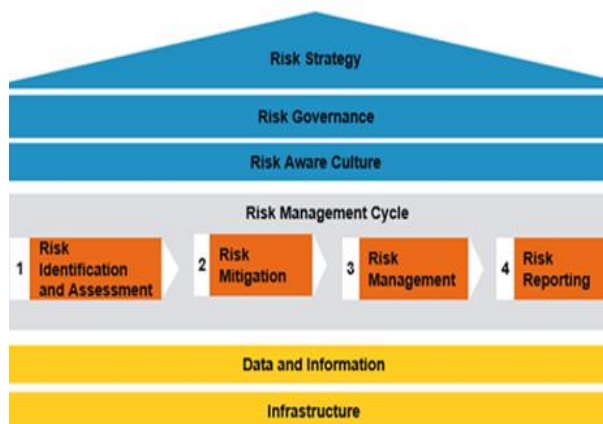 Risk Strategy
Risk Governance
Risk Aware Culture
Risk Management Cycle
1
Risk
Identification
and Assessment
2
Risk
Mitigation
3
Risk
Management
4
Risk
Reporting
Data and Information
Infrastructure